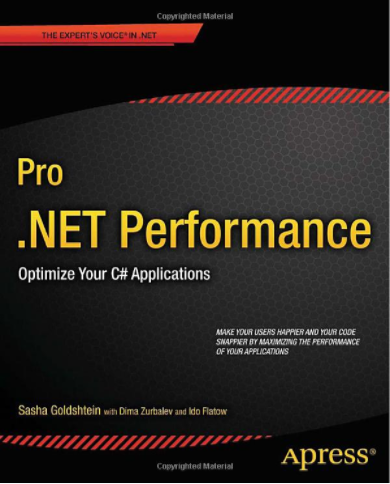 Copyrighted Material
THE EXPERT'S VOICE® IN .NET
Pro
.NET Performance
Optimize Your C# Applications
MAKE YOUR USERS HAPPIER AND YOUR CODE
SNAPPIER BY MAXIMIZING THE PERFORMANCE
OF YOUR APPLICATIONS
Sasha Goldshtein with Dima Zurbalev and Ido Flatow
Apress®
Copyrighted Material